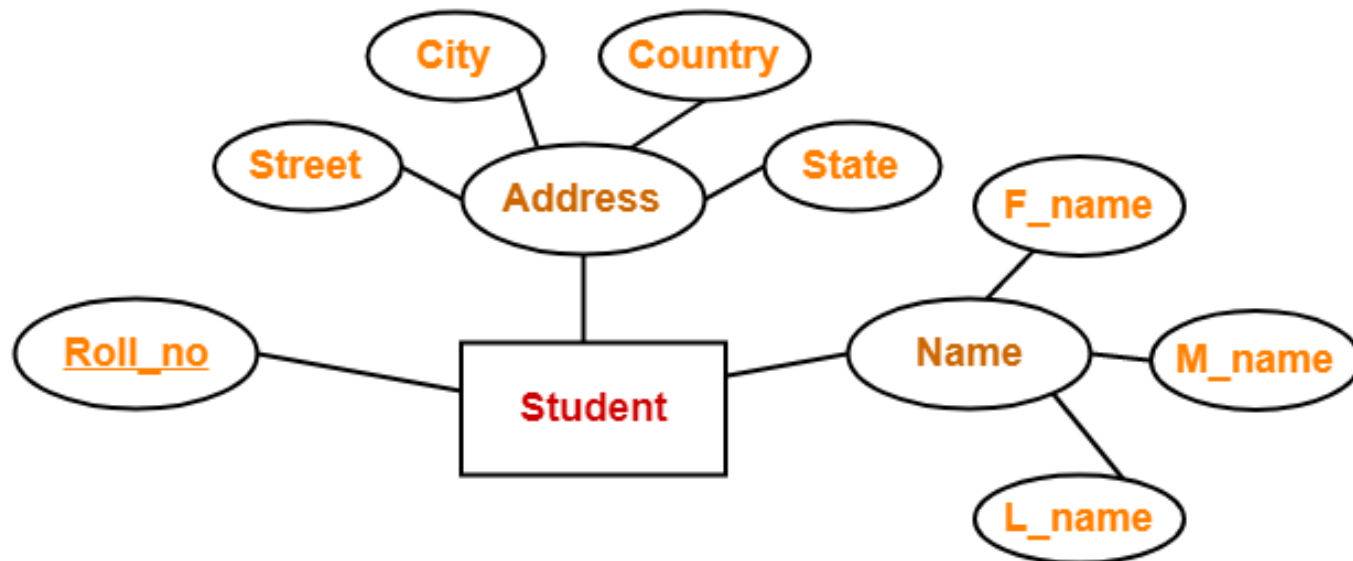 City
Country
Street
Address
State
F_name
Roll_no
Name
M_name
Student
L_name